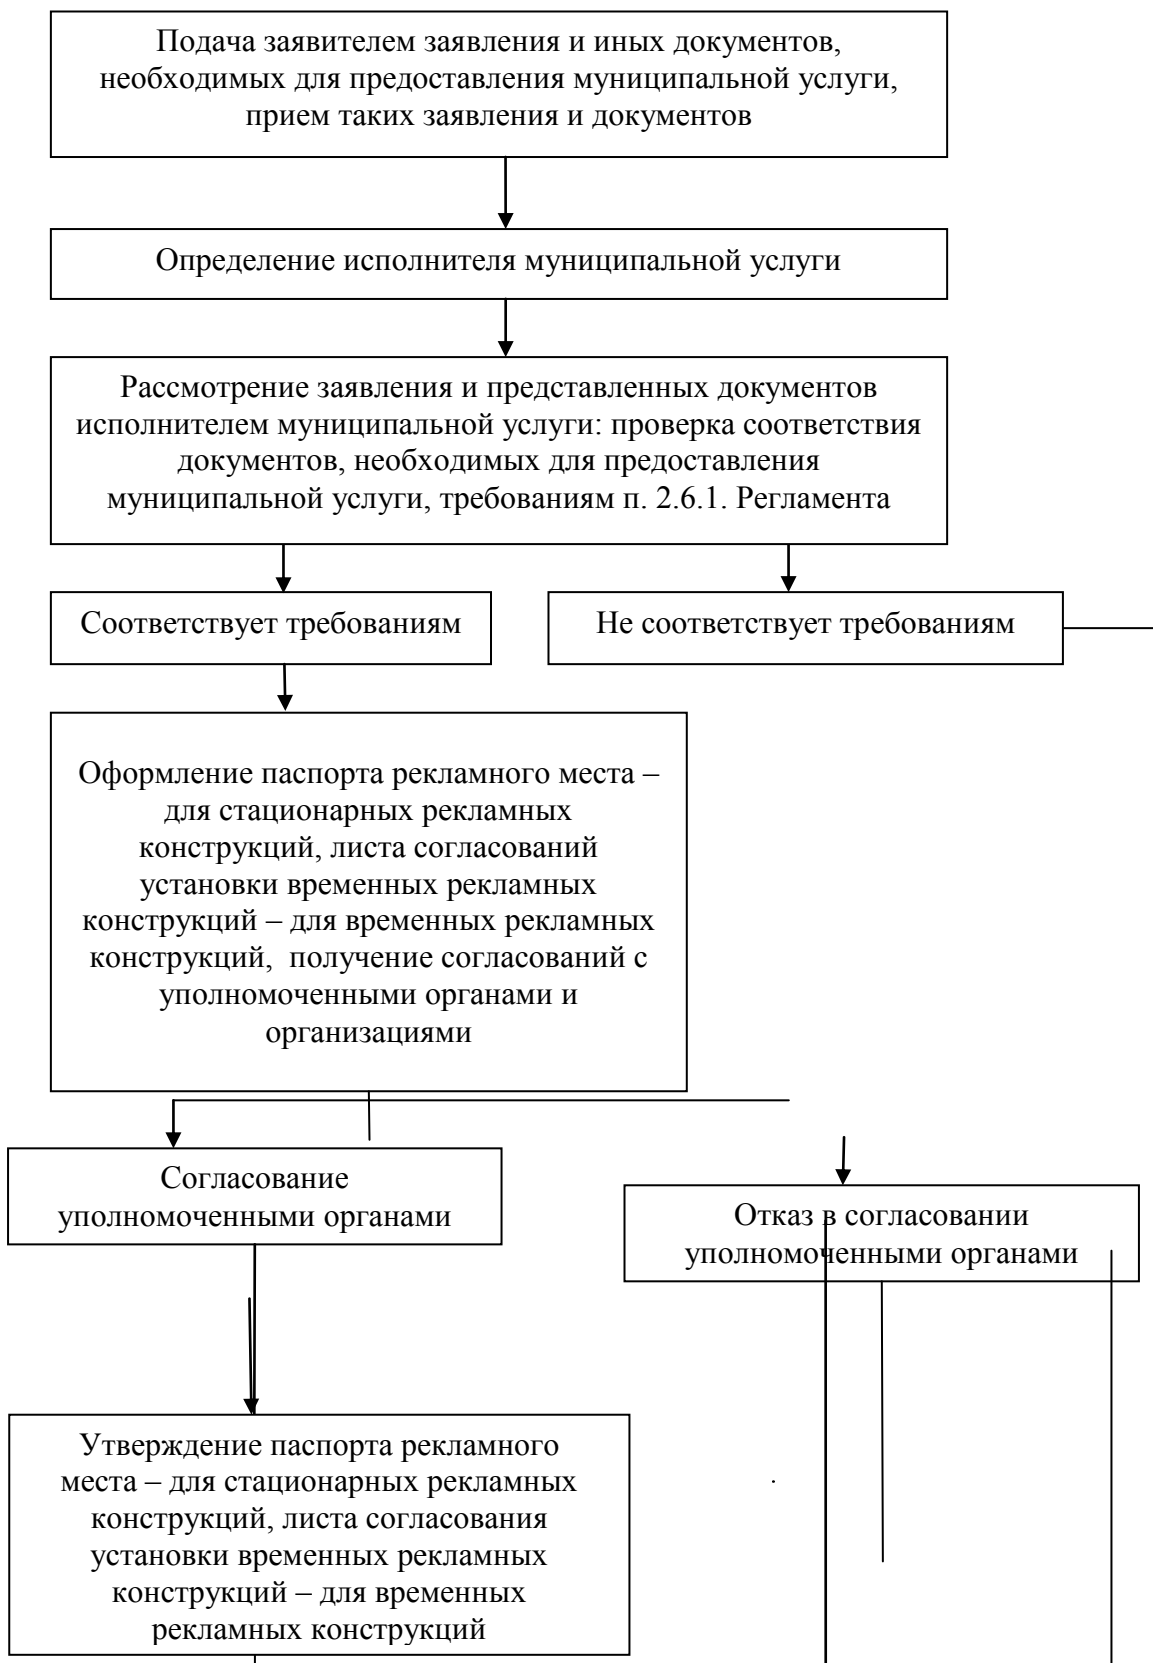 Подача заявителем заявления и иных документов,
необходимых для предоставления муниципальной услуги,
прием таких заявления и документов
Определение исполнителя муниципальной услуги
Рассмотрение заявления и представленных документов
исполнителем муниципальной услуги: проверка соответствия
документов, необходимых для предоставления
муниципальной услуги, требованиям п. 2.6.1. Регламента
Соответствует требованиям
Не соответствует требованиям
Оформление паспорта рекламного места –
для стационарных рекламных
конструкций, листа согласований
установки временных рекламных
конструкций – для временных рекламных
конструкций, получение согласований с
уполномоченными органами и
организациями
Согласование
уполномоченными органами
Отказ в согласовании
уполномоченными органами
Утверждение паспорта рекламного
места – для стационарных рекламных
конструкций, листа согласования
установки временных рекламных
конструкций – для временных
рекламных конструкций